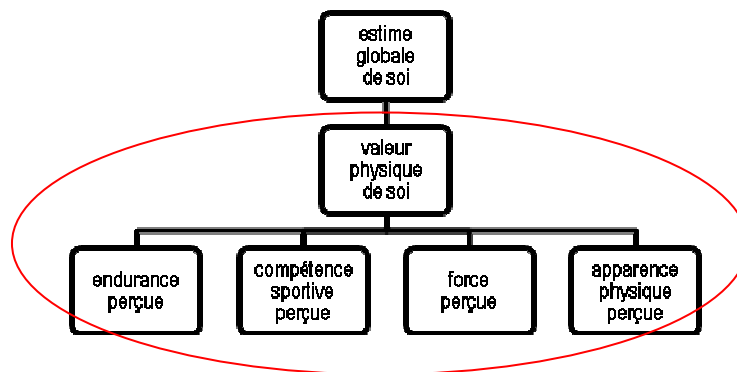 estime
globale
de soi
valeur
physique
de soi
endurance
perçue
compétence
sportive
perçue
force
perçue
apparence
physique
perçue